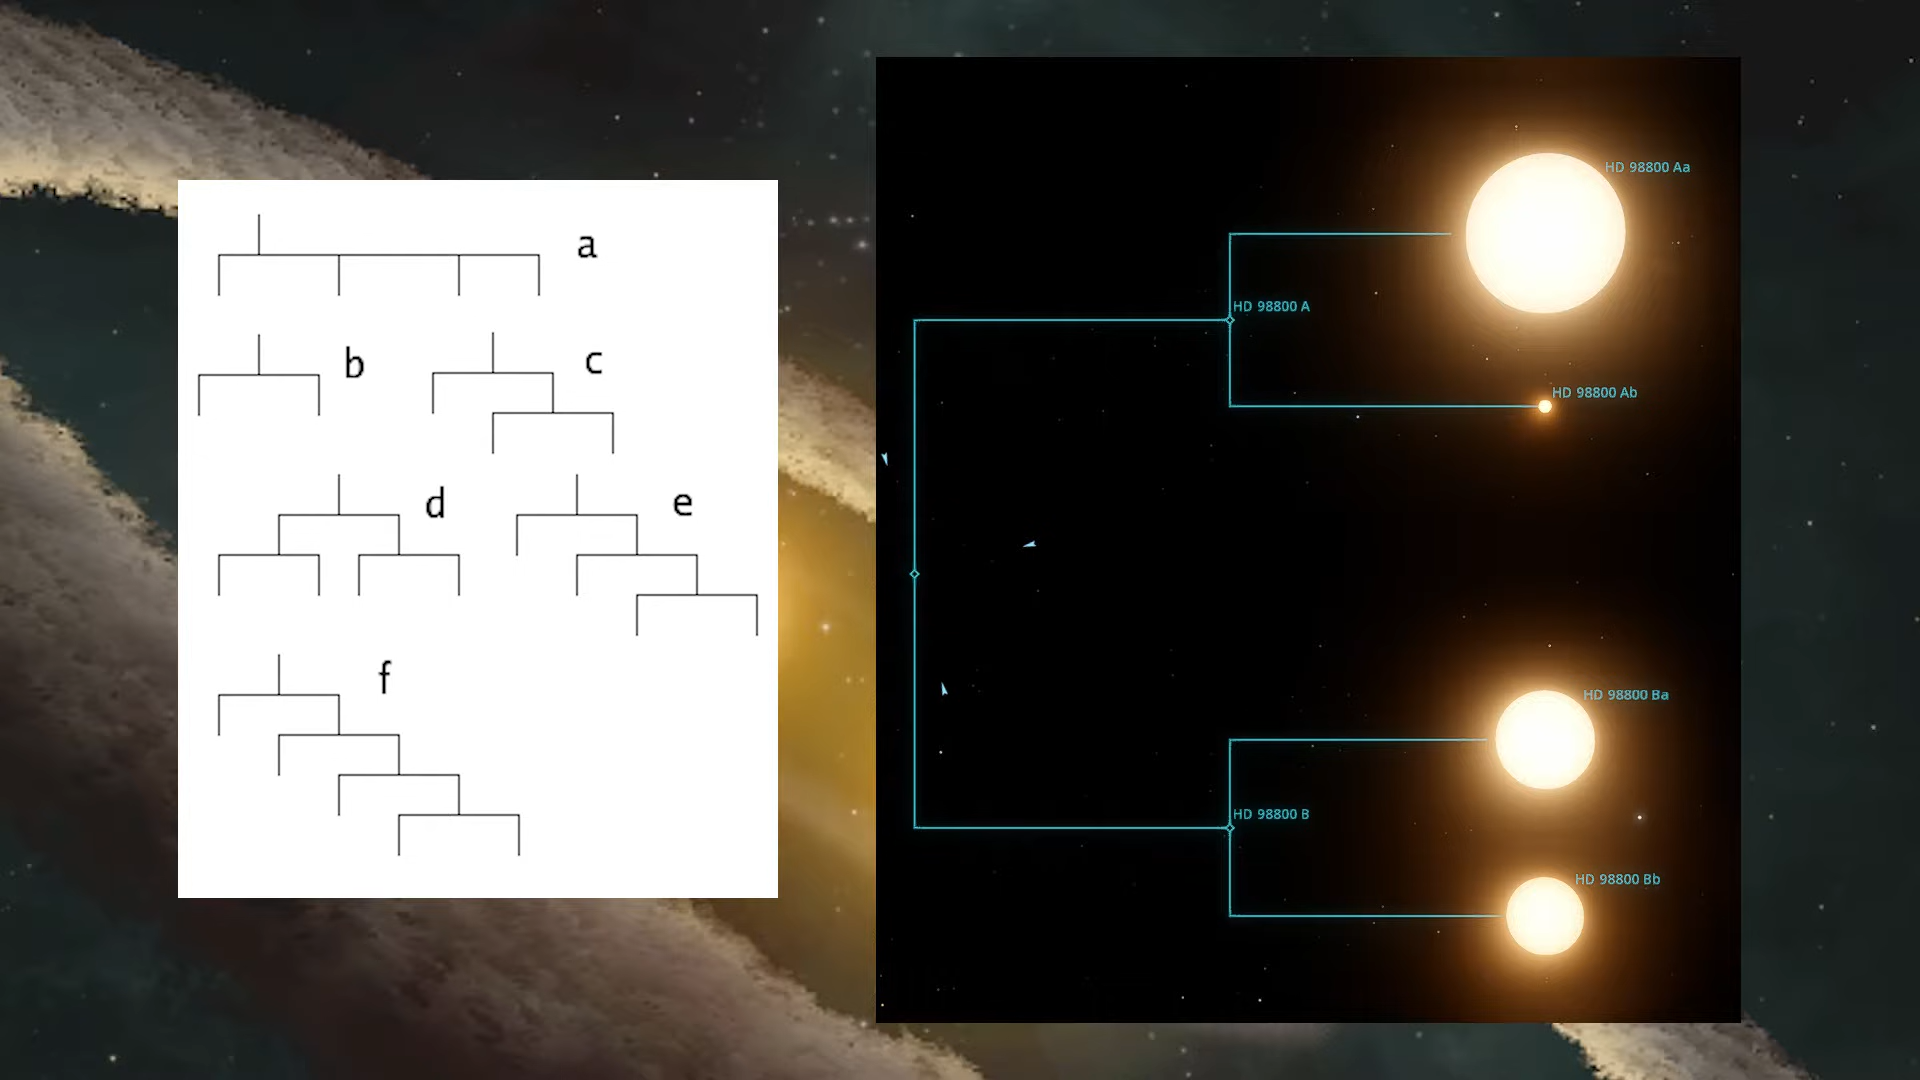 a
b
c
d
e
f
HD 98800 Aa
HD 98800 A
HD 98800 Ab
HD 98800 Ba
HD 98800 B
HD 98800 Bb